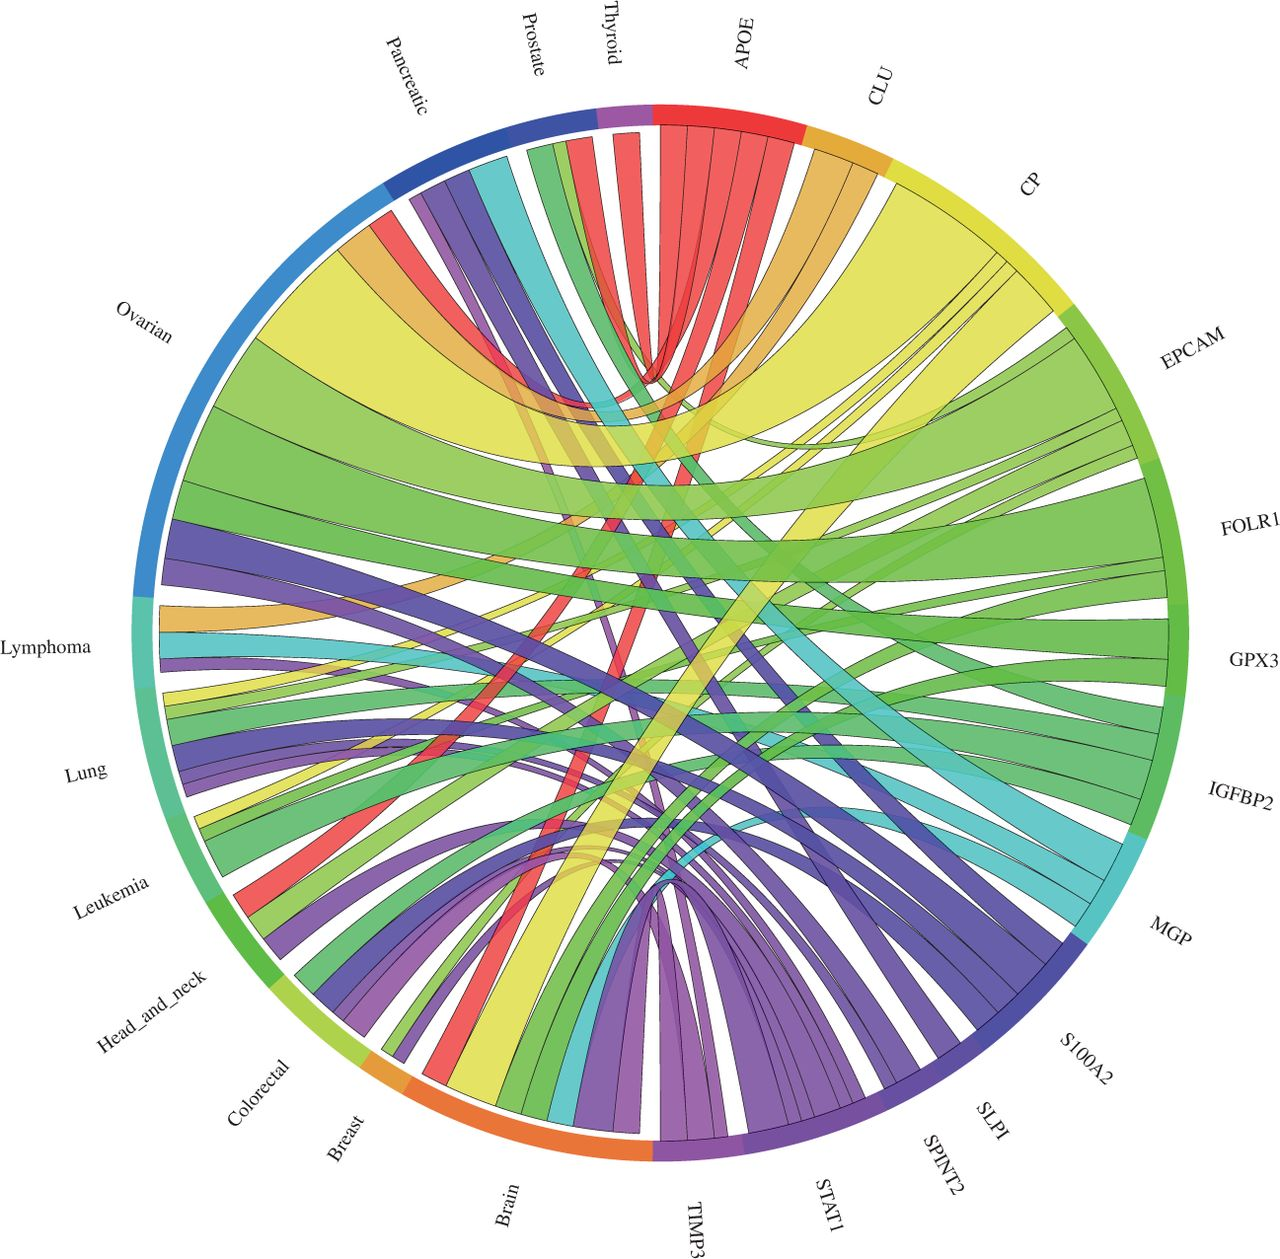 Thyroid
APOE
CLU
CP
EPCAM
FOLR1
GPX3
IGFBP2
MGP
S100A2
SLPI
SPINT2
STAT1
TIMP3
Brain
Breast
Colorectal
Head_and_neck
Leukemia
Lung
Lymphoma
Ovarian
Pancreatic
Prostate